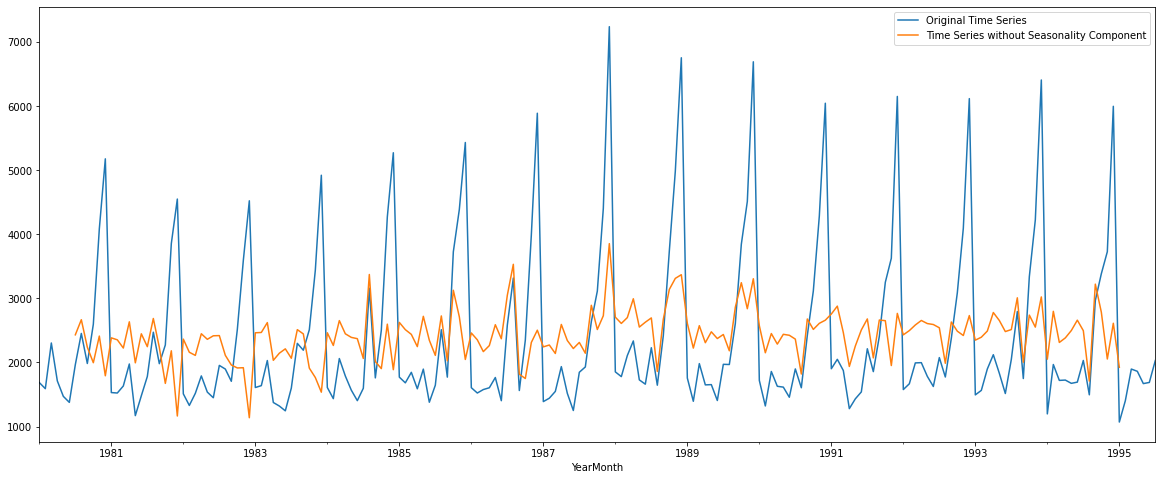 Original Time Series
Time Series without Seasonality Component
7000
6000
5000
4000
3000
2000
1000
1981 1983 1985 1987 1989 1991 1993 1995
YearMonth